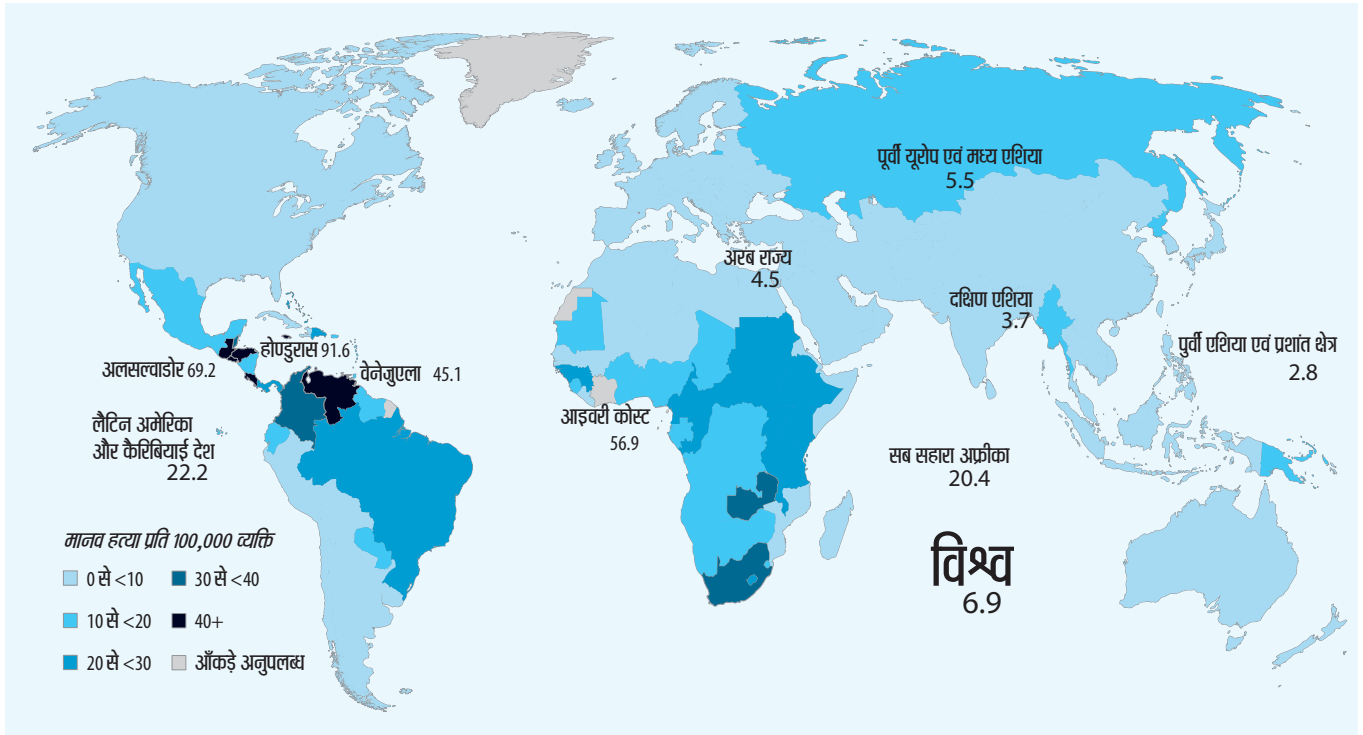 पूर्वी यूरोप एवं मध्य एशिया
5.5
अरब राज्य
4.5
दक्षिण एशिया
3.7
पुर्वी एशिया एवं प्रशांत क्षेत्र
2.8
होण्डुरास 91.6
अलसल्वाडोर 69.2
वेनेजुएला 45.1
आइवरी कोस्ट
56.9
लैटिन अमेरिका
और कैरिबियाई देश
22.2
सब सहारा अफ्रीका
20.4
विश्व
6.9
मानव हत्या प्रति 100,000 व्यक्ति
0 से <10
30 से <40
10 से <20
40+
20 से <30
आँकड़े अनुपलब्ध